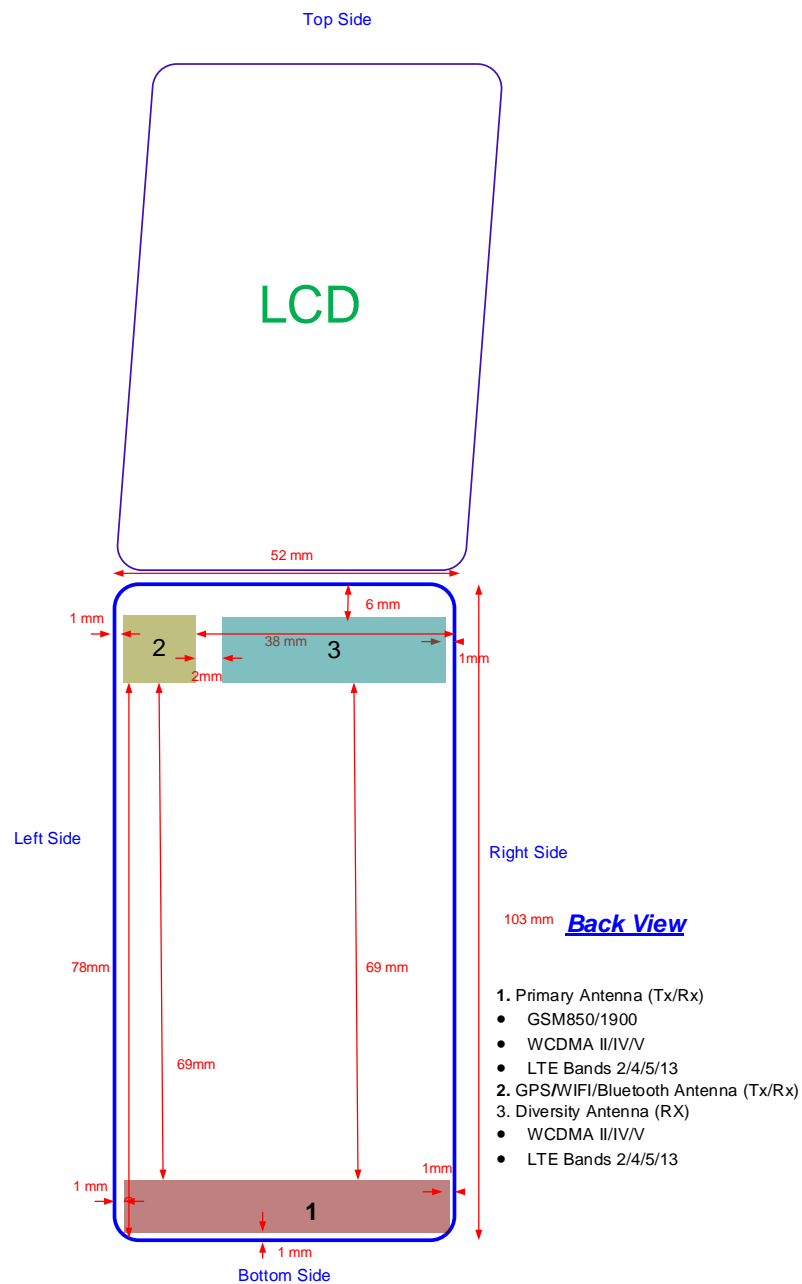 Top Side
LCD
52 mm
6 mm
1 mm
2
38 mm
3
1mm
2mm
Left Side
Right Side
103 mm Back View
78mm
69 mm
1. Primary Antenna (Tx/Rx)
• GSM850/1900
• WCDMA II/IV/V
• LTE Bands 2/4/5/13
2. GPS/WIFI/Bluetooth Antenna (Tx/Rx)
3. Diversity Antenna (RX)
• WCDMA II/IV/V
• LTE Bands 2/4/5/13
69mm
1mm
1 mm
1
1 mm
Bottom Side